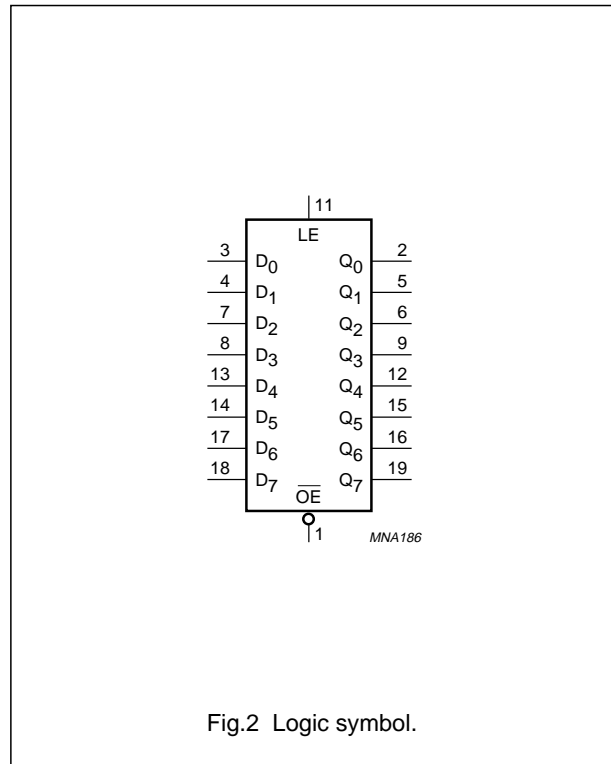 11
LE
3 D0 Q0 2
4 D1 Q1 5
7 D2 Q2 6
8 D3 Q3 9
13 D4 Q4 12
14 D5 Q5 15
17 D6 Q6 16
18 D7 Q7 19
O̅E̅
1
MNA186
Fig.2 Logic symbol.